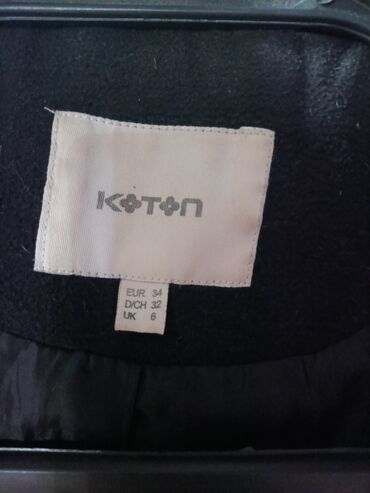 KOTON
EUR 34
D/CH 32
UK 6